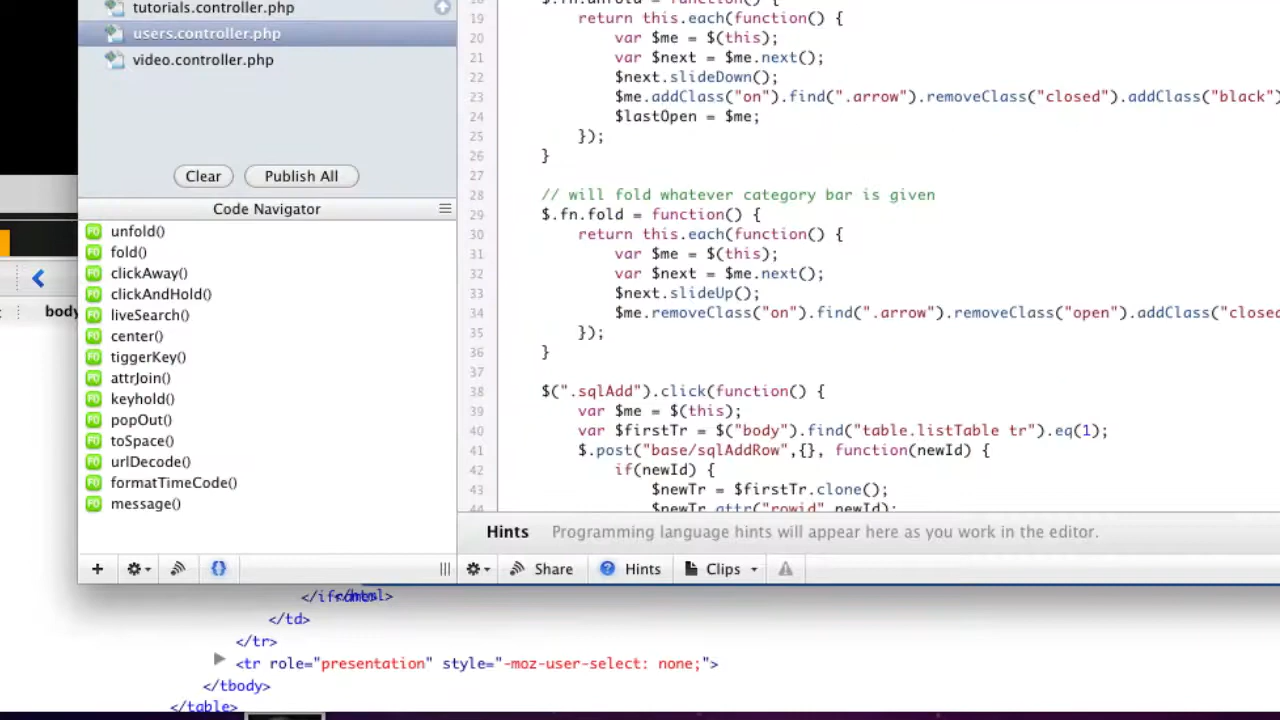 tutorials.controller.php
users.controller.php
video.controller.php
Clear
Publish All
Code Navigator
unfold()
fold()
clickAway()
clickAndHold()
liveSearch()
center()
tiggerKey()
attrJoin()
keyhold()
popOut()
toSpace()
urlDecode()
formatTimeCode()
message()
body
19 return this.each(function() {
20 var $me = $(this);
21 var $next = $me.next();
22 $next.slideDown();
23 $me.addClass("on").find(".arrow").removeClass("closed").addClass("black")
24 $lastOpen = $me;
25 });
26 }
27
28 // will fold whatever category bar is given
29 $.fn.fold = function() {
30 return this.each(function() {
31 var $me = $(this);
32 var $next = $me.next();
33 $next.slideUp();
34 $me.removeClass("on").find(".arrow").removeClass("open").addClass("closed
35 });
36 }
37
38 $(".sqlAdd").click(function() {
39 var $me = $(this);
40 var $firstTr = $("body").find("table.listTable tr").eq(1);
41 $.post("base/sqlAddRow",{}, function(newId) {
42 if(newId) {
43 $newTr = $firstTr.clone();
44 $newTr.attr("rowid",newId);
Hints Programming language hints will appear here as you work in the editor.
Share
Hints
Clips
</td>
</tr>
<tr role="presentation" style="-moz-user-select: none;">
</tbody>
</table>